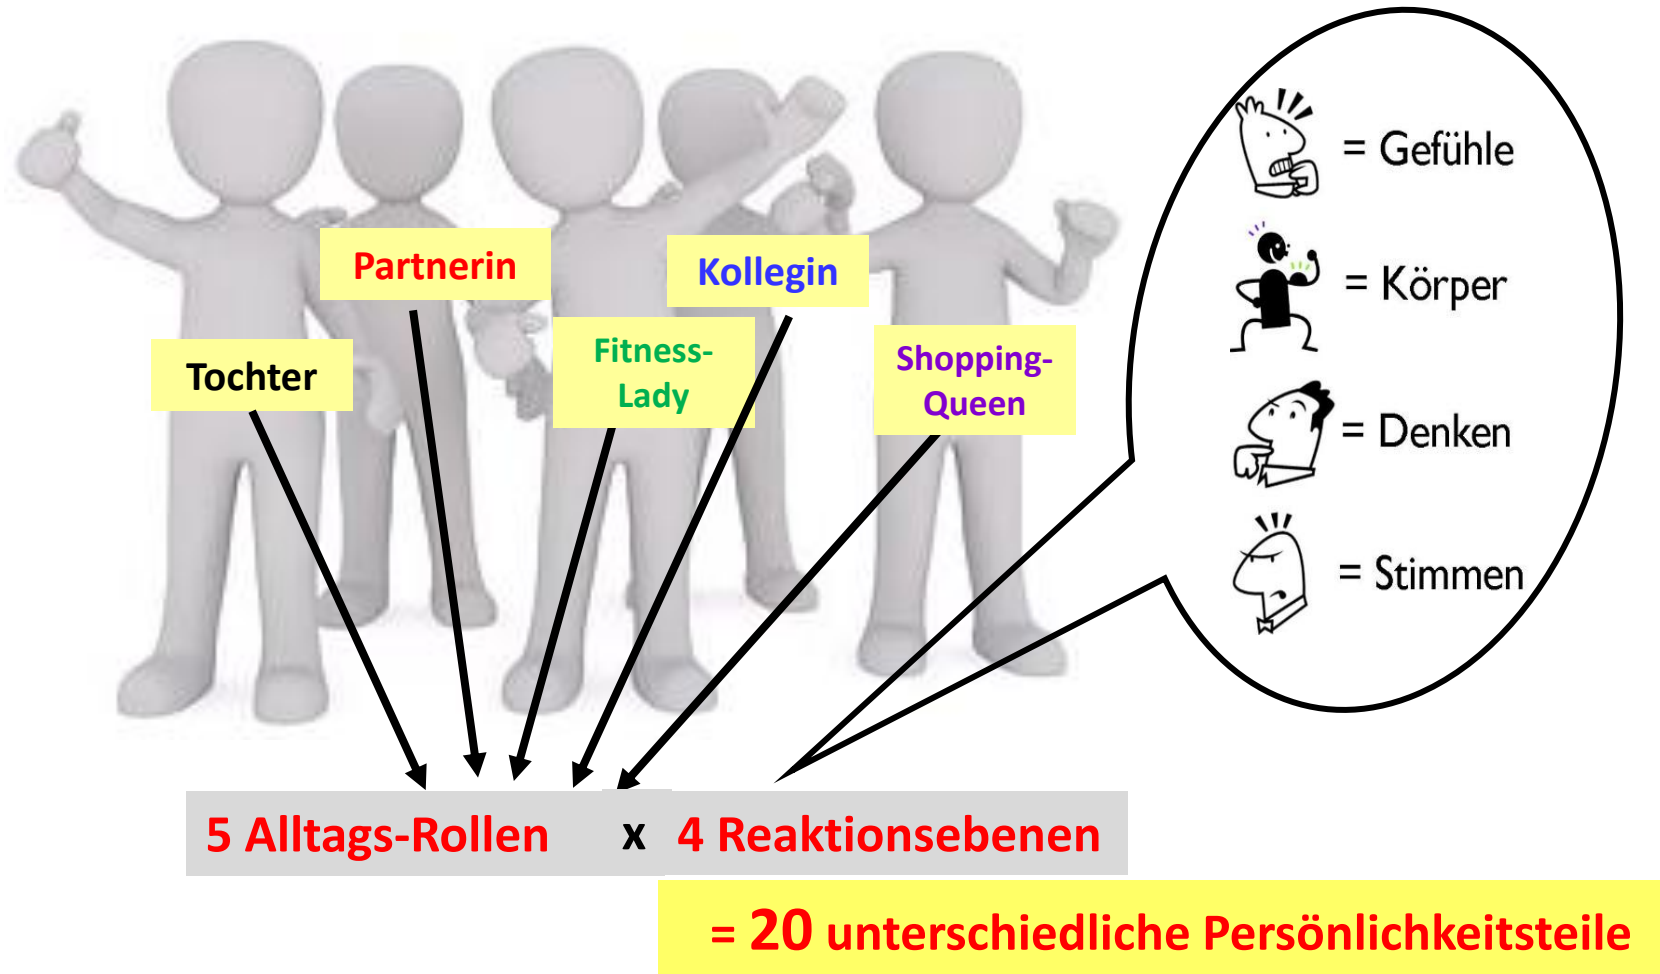 Partnerin
Kollegin
Tochter
Fitness-
Lady
Shopping-
Queen
= Gefühle
= Körper
= Denken
= Stimmen
5 Alltags-Rollen x 4 Reaktionsebenen
= 20 unterschiedliche Persönlichkeitsteile